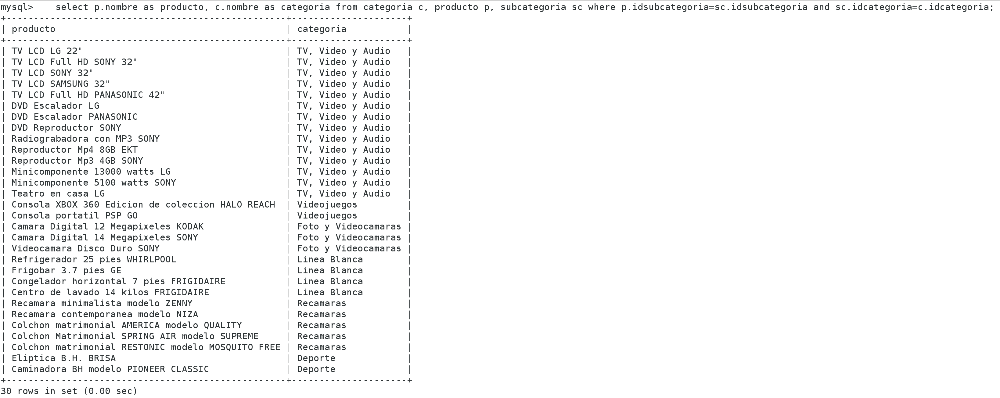 mysql>    select p.nombre as producto, c.nombre as categoria from categoria c, producto p, subcategoria sc where p.idsubcategoria=sc.idsubcategoria and sc.idcategoria=c.idcategoria;
+---------------------------------------------------+---------------------+
| producto                                          | categoria           |
+---------------------------------------------------+---------------------+
| TV LCD LG 22"                                     | TV, Video y Audio   |
| TV LCD Full HD SONY 32"                           | TV, Video y Audio   |
| TV LCD SONY 32"                                   | TV, Video y Audio   |
| TV LCD SAMSUNG 32"                                | TV, Video y Audio   |
| TV LCD Full HD PANASONIC 42"                      | TV, Video y Audio   |
| DVD Escalador LG                                  | TV, Video y Audio   |
| DVD Escalador PANASONIC                           | TV, Video y Audio   |
| DVD Reproductor SONY                              | TV, Video y Audio   |
| Radiograbadora con MP3 SONY                       | TV, Video y Audio   |
| Reproductor Mp4 8GB EKT                           | TV, Video y Audio   |
| Reproductor Mp3 4GB SONY                          | TV, Video y Audio   |
| Minicomponente 13000 watts LG                     | TV, Video y Audio   |
| Minicomponente 5100 watts SONY                    | TV, Video y Audio   |
| Teatro en casa LG                                 | TV, Video y Audio   |
| Consola XBOX 360 Edicion de coleccion HALO REACH  | Videojuegos         |
| Consola portatil PSP GO                           | Videojuegos         |
| Camara Digital 12 Megapixeles KODAK               | Foto y Videocamaras |
| Camara Digital 14 Megapixeles SONY                | Foto y Videocamaras |
| Videocamara Disco Duro SONY                       | Foto y Videocamaras |
| Refrigerador 25 pies WHIRLPOOL                    | Linea Blanca        |
| Frigobar 3.7 pies GE                              | Linea Blanca        |
| Congelador horizontal 7 pies FRIGIDAIRE           | Linea Blanca        |
| Centro de lavado 14 kilos FRIGIDAIRE              | Linea Blanca        |
| Recamara minimalista modelo ZENNY                 | Recamaras           |
| Recamara contemporanea modelo NIZA                | Recamaras           |
| Colchon matrimonial AMERICA modelo QUALITY        | Recamaras           |
| Colchon Matrimonial SPRING AIR modelo SUPREME     | Recamaras           |
| Colchon matrimonial RESTONIC modelo MOSQUITO FREE | Recamaras           |
| Eliptica B.H. BRISA                               | Deporte             |
| Caminadora BH modelo PIONEER CLASSIC              | Deporte             |
+---------------------------------------------------+---------------------+
30 rows in set (0.00 sec)